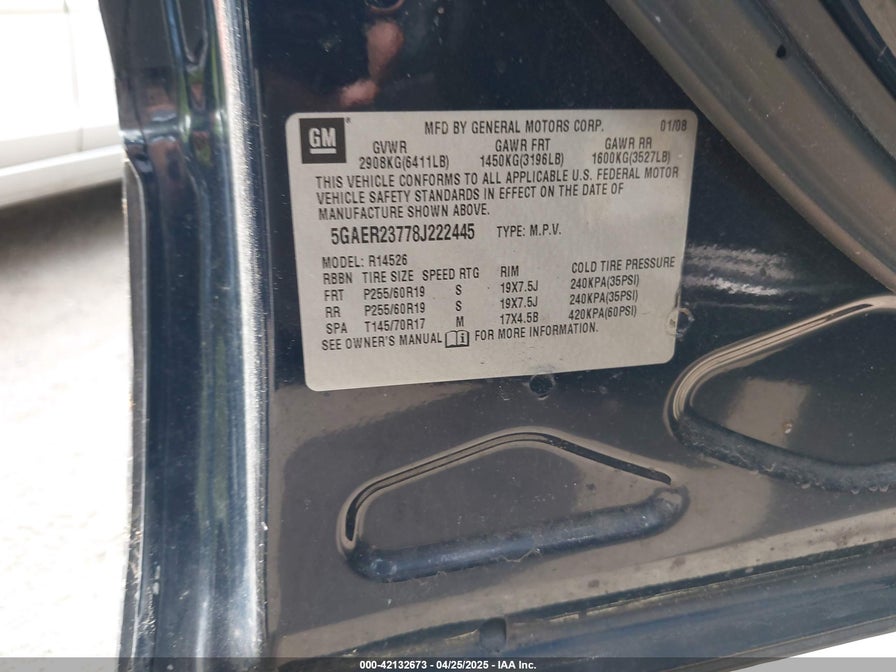 GM ®
MFD BY GENERAL MOTORS CORP. 01/08
GVWR GAWR FRT GAWR RR
2908KG(6411LB) 1450KG(3196LB) 1600KG(3527LB)
THIS VEHICLE CONFORMS TO ALL APPLICABLE U.S. FEDERAL MOTOR
VEHICLE SAFETY STANDARDS IN EFFECT ON THE DATE OF
MANUFACTURE SHOWN ABOVE.
5GAER23778J222445 TYPE: M.P.V.
MODEL: R14526
RBBN TIRE SIZE SPEED RTG RIM COLD TIRE PRESSURE
FRT P255/60R19 S 19X7.5J 240KPA(35PSI)
RR P255/60R19 S 19X7.5J 240KPA(35PSI)
SPA T145/70R17 M 17X4.5B 420KPA(60PSI)
SEE OWNER'S MANUAL i FOR MORE INFORMATION.
000-42132673 - 04/25/2025 - IAA Inc.